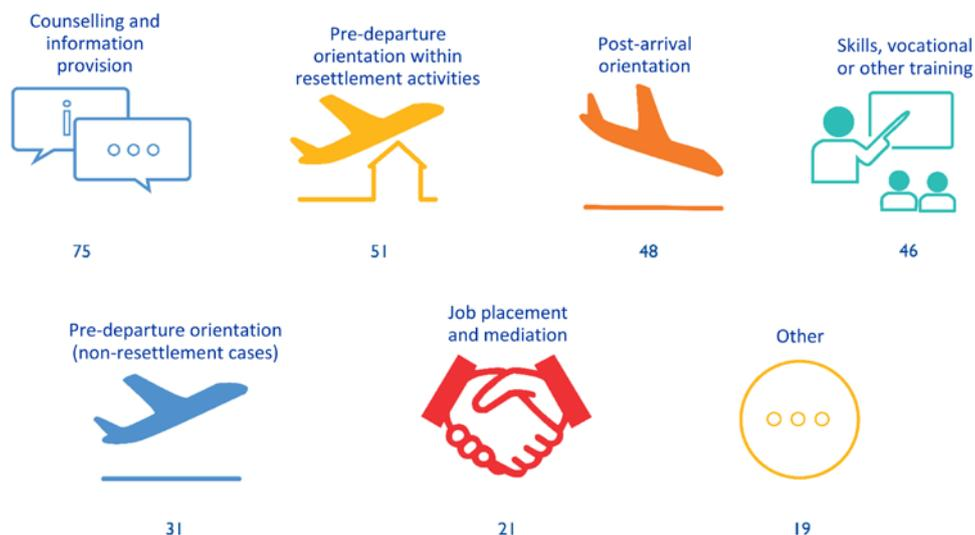 Counselling and
information
provision
75
Pre-departure
orientation within
resettlement activities
51
Post-arrival
orientation
48
Skills, vocational
or other training
46
Pre-departure orientation
(non-resettlement cases)
31
Job placement
and mediation
21
Other
19